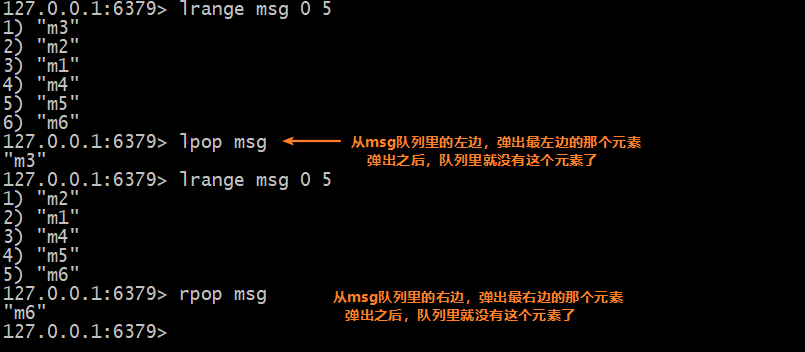 127.0.0.1:6379> lrange msg 0 5
1) "m3"
2) "m2"
3) "m1"
4) "m4"
5) "m5"
6) "m6"
127.0.0.1:6379> lpop msg 从msg队列里的左边，弹出最左边的那个元素
弹出之后，队列里就没有这个元素了
"m3"
127.0.0.1:6379> lrange msg 0 5
1) "m2"
2) "m1"
3) "m4"
4) "m5"
5) "m6"
127.0.0.1:6379> rpop msg 从msg队列里的右边，弹出最右边的那个元素
"m6" 弹出之后，队列里就没有这个元素了
127.0.0.1:6379>